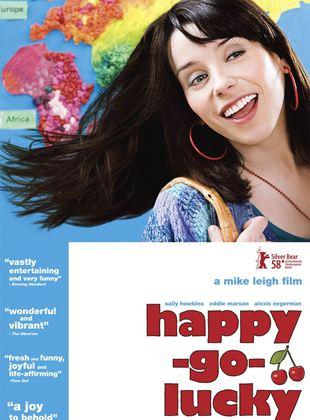 Europe
Africa
Silver Bear
58
a mike leigh film
sally hawkins eddie marsan alexis zegerman
"vastly
entertaining
and very funny"
- Evening Standard
"wonderful
and
vibrant"
- The Observer
"fresh and funny,
joyful and
life-affirming"
-Time Out
"a joy
to behold"
happy
-go-
lucky